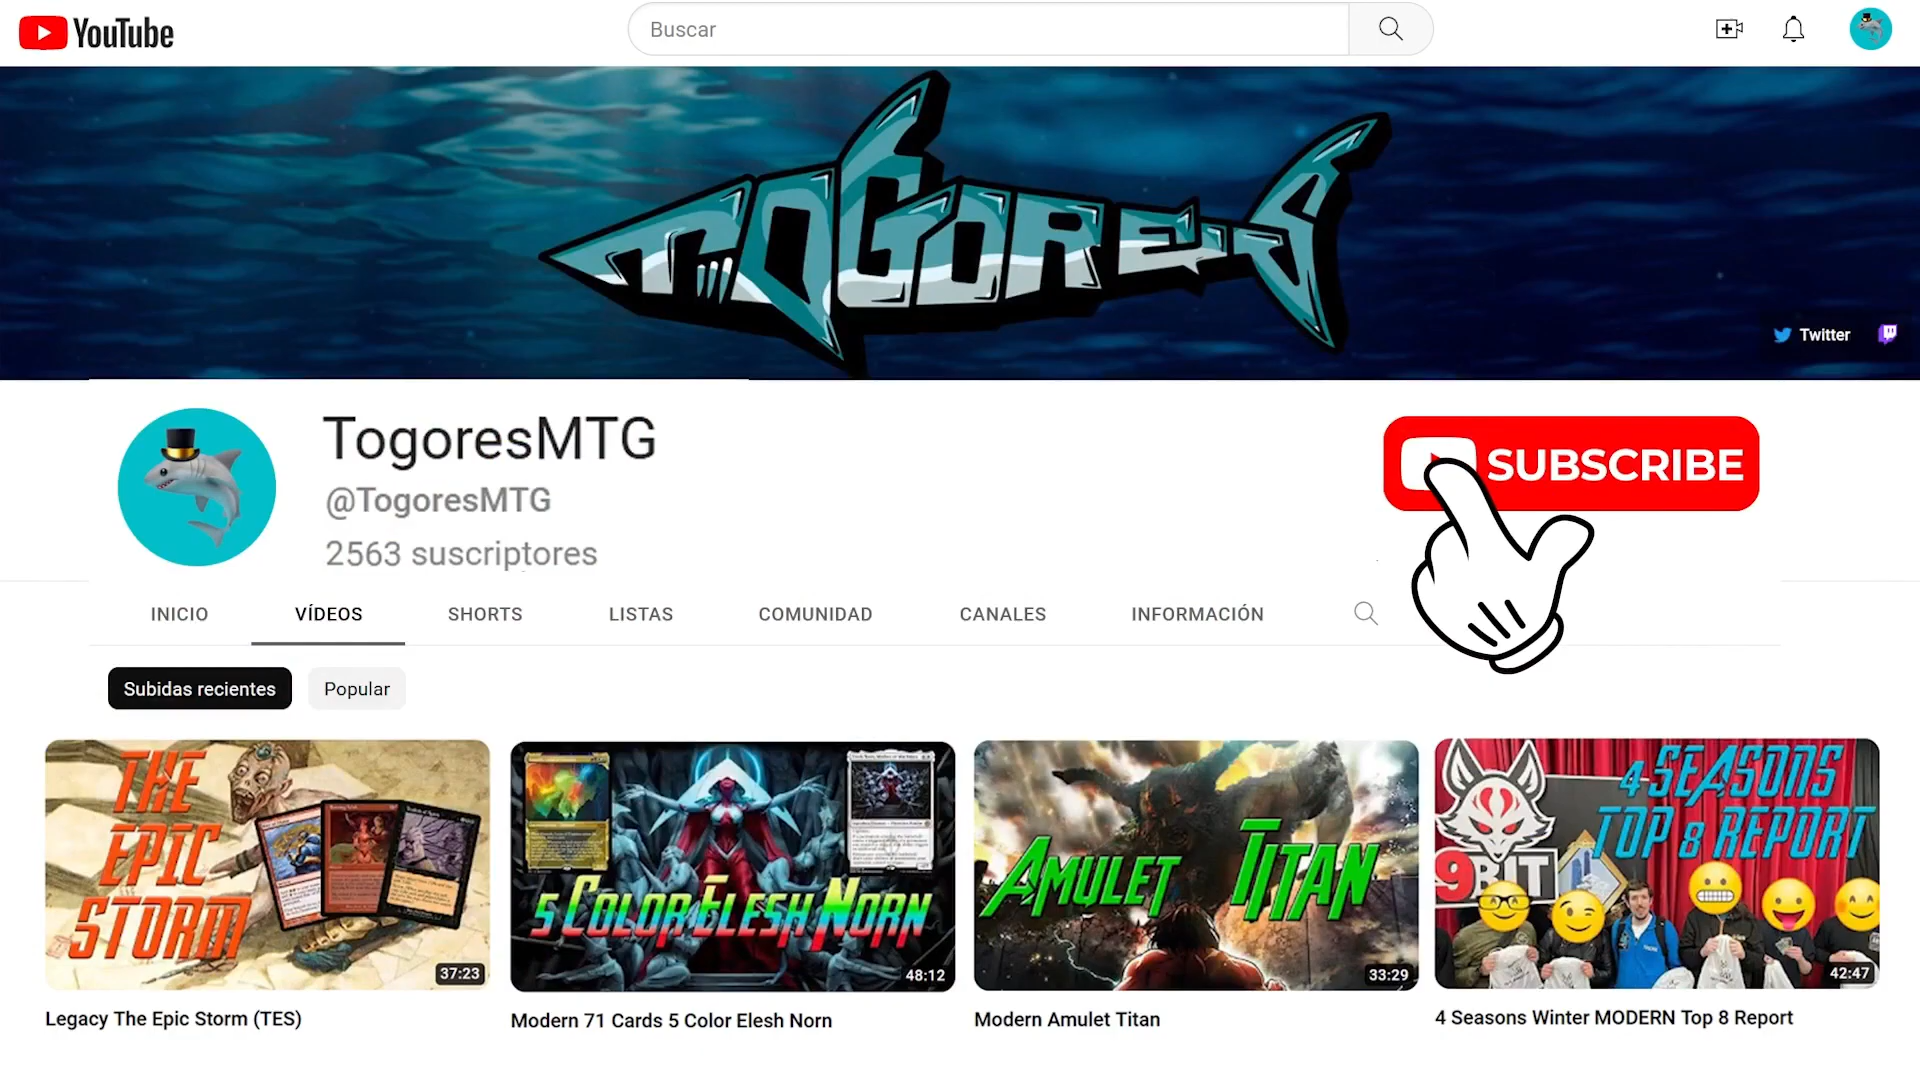 YouTube
Buscar
TOGORES
Twitter
TogoresMTG
@TogoresMTG
2563 suscriptores
SUBSCRIBE
INICIO
VÍDEOS
SHORTS
LISTAS
COMUNIDAD
CANALES
INFORMACIÓN
Subidas recientes
Popular
THE
EPIC
STORM
37:23
5 COLOR ELESH NORN
48:12
AMULET TITAN
33:29
4 SEASONS
TOP 8 REPORT
9BIT
42:47
Legacy The Epic Storm (TES)
Modern 71 Cards 5 Color Elesh Norn
Modern Amulet Titan
4 Seasons Winter MODERN Top 8 Report